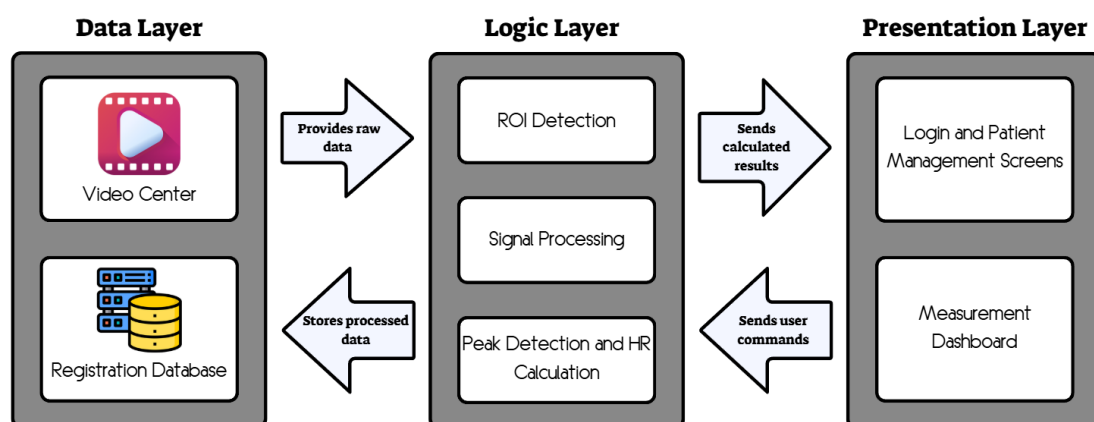 Data Layer
Video Center
Registration Database
Provides raw
data
Stores processed
data
Logic Layer
ROI Detection
Signal Processing
Peak Detection and HR
Calculation
Sends
calculated
results
Sends user
commands
Presentation Layer
Login and Patient
Management Screens
Measurement
Dashboard